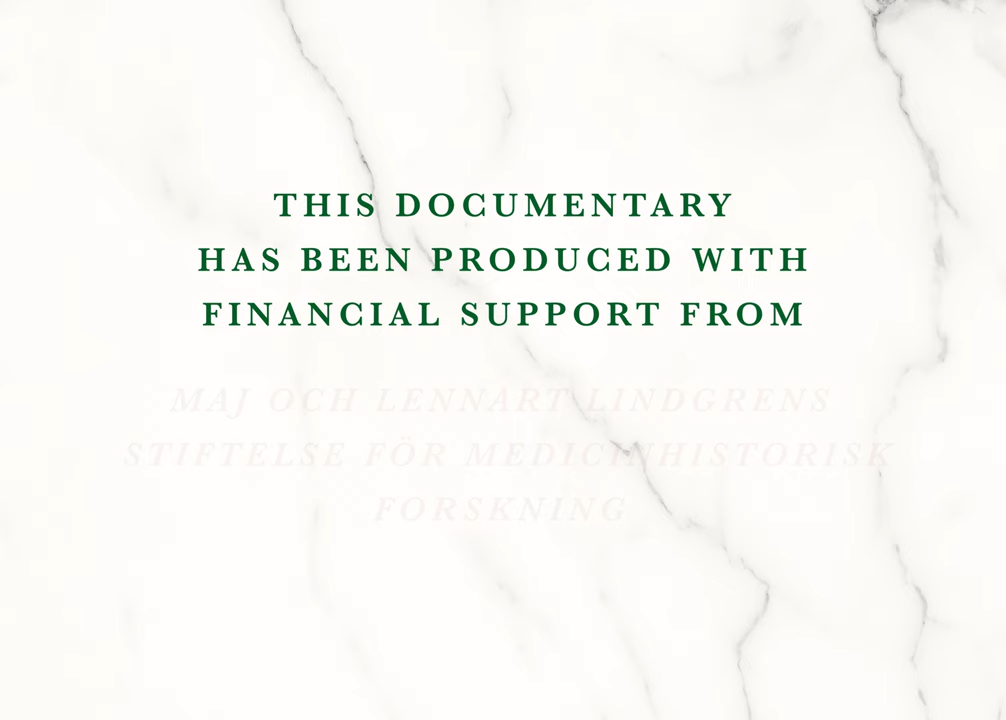 THIS DOCUMENTARY
HAS BEEN PRODUCED WITH
FINANCIAL SUPPORT FROM
MAJ OCH LENNART LINDGRENS
STIFTELSE FÖR MEDICINHISTORISK
FORSKNING